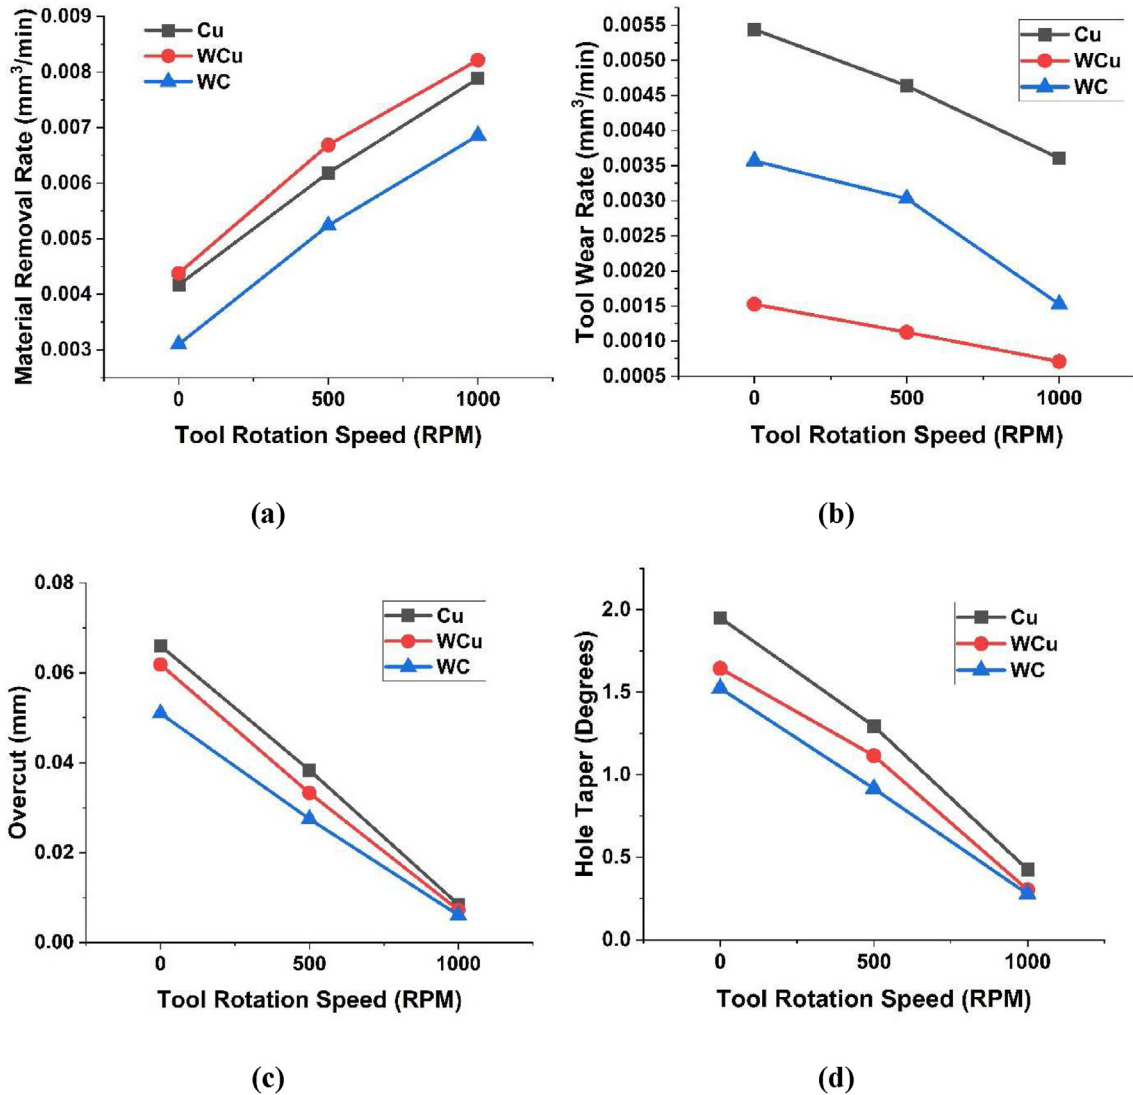 0.009
0.008
0.007
0.006
0.005
0.004
0.003
Material Removal Rate (mm³/min)
Cu
WCu
WC
0 500 1000
Tool Rotation Speed (RPM)
(a)
0.0055
0.0050
0.0045
0.0040
0.0035
0.0030
0.0025
0.0020
0.0015
0.0010
0.0005
Tool Wear Rate (mm³/min)
Cu
WCu
WC
0 500 1000
Tool Rotation Speed (RPM)
(b)
0.08
0.06
0.04
0.02
0.00
Overcut (mm)
Cu
WCu
WC
0 500 1000
Tool Rotation Speed (RPM)
(c)
2.0
1.5
1.0
0.5
0.0
Hole Taper (Degrees)
Cu
WCu
WC
0 500 1000
Tool Rotation Speed (RPM)
(d)